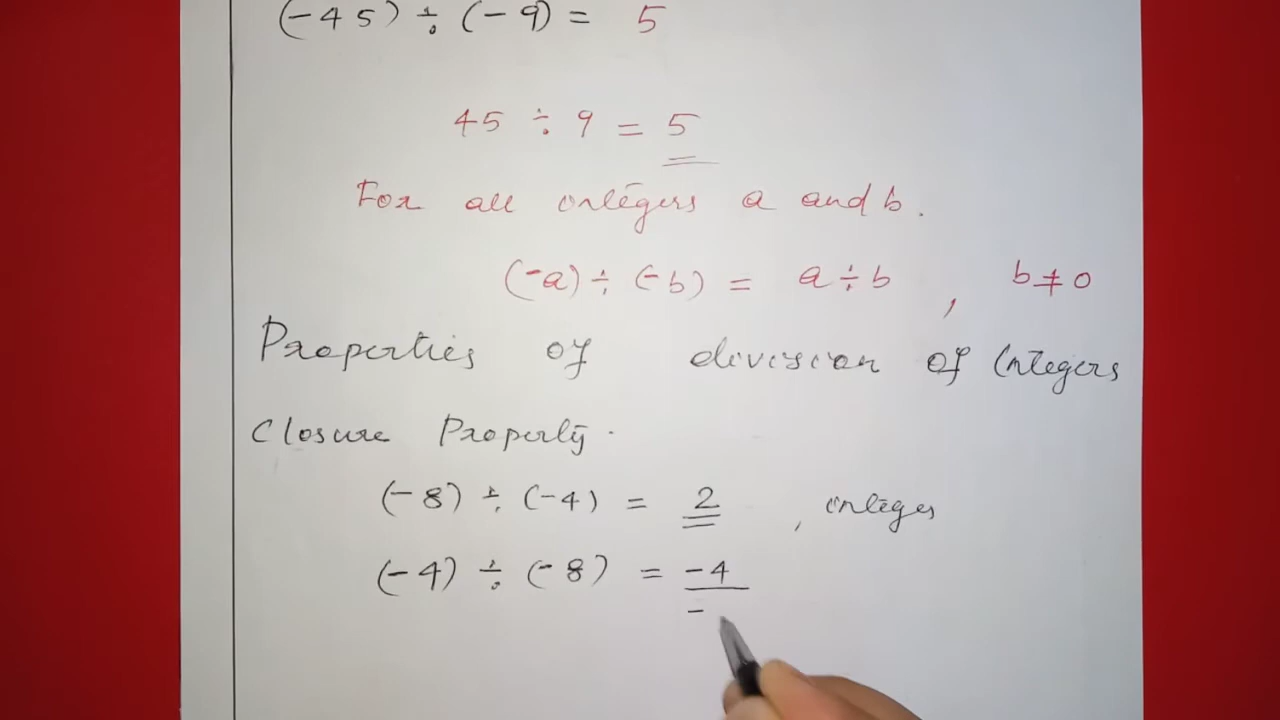 (-45) ÷ (-9) = 5
45 ÷ 9 = 5
For all integers a and b.
(-a) ÷ (-b) = a ÷ b , b ≠ 0
Properties of division of Integers
Closure Property.
(-8) ÷ (-4) = 2 , integer
(-4) ÷ (-8) = -4
-